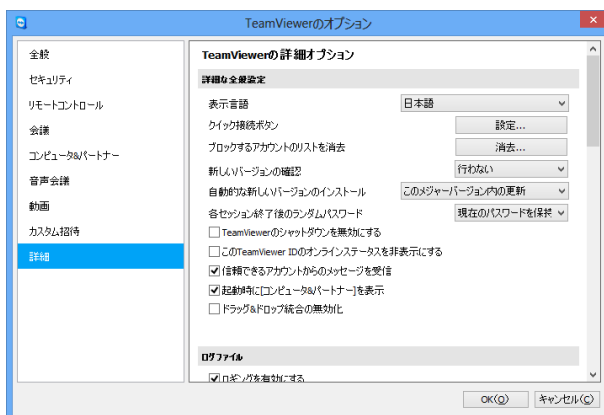 TeamViewerのオプション
全般
セキュリティ
リモートコントロール
会議
コンピュータ&パートナー
音声会議
動画
カスタム招待
詳細
TeamViewerの詳細オプション
詳細な全般設定
表示言語 日本語
クイック接続ボタン 設定...
ブロックするアカウントのリストを消去 消去...
新しいバージョンの確認 行わない
自動的な新しいバージョンのインストール このメジャーバージョン内の更新
各セッション終了後のランダムパスワード 現在のパスワードを保持
TeamViewerのシャットダウンを無効にする
このTeamViewer IDのオンラインステータスを非表示にする
信頼できるアカウントからのメッセージを受信
起動時に[コンピュータ&パートナー]を表示
ドラッグ&ドロップ統合の無効化
ログファイル
ロギングを有効にする
OK(O) キャンセル(C)